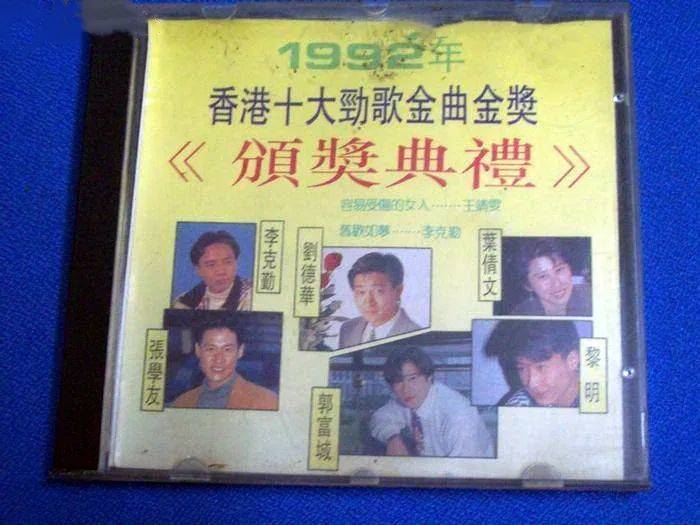 1992年
香港十大勁歌金曲金獎
《頒獎典禮》
容易受傷的女人……王靖雯
舊歡如夢……李克勤
李克勤
劉德華
葉倩文
張學友
郭富城
黎明